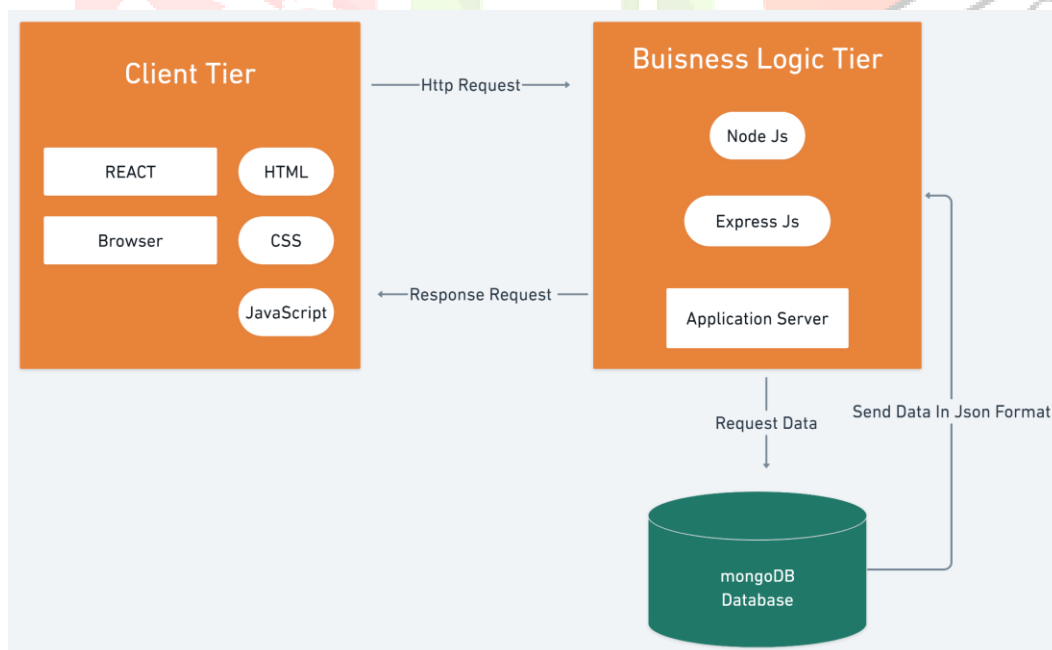 Client Tier
REACT
HTML
Browser
CSS
JavaScript
Http Request
Response Request
Buisness Logic Tier
Node Js
Express Js
Application Server
Request Data
Send Data In Json Format
mongoDB
Database